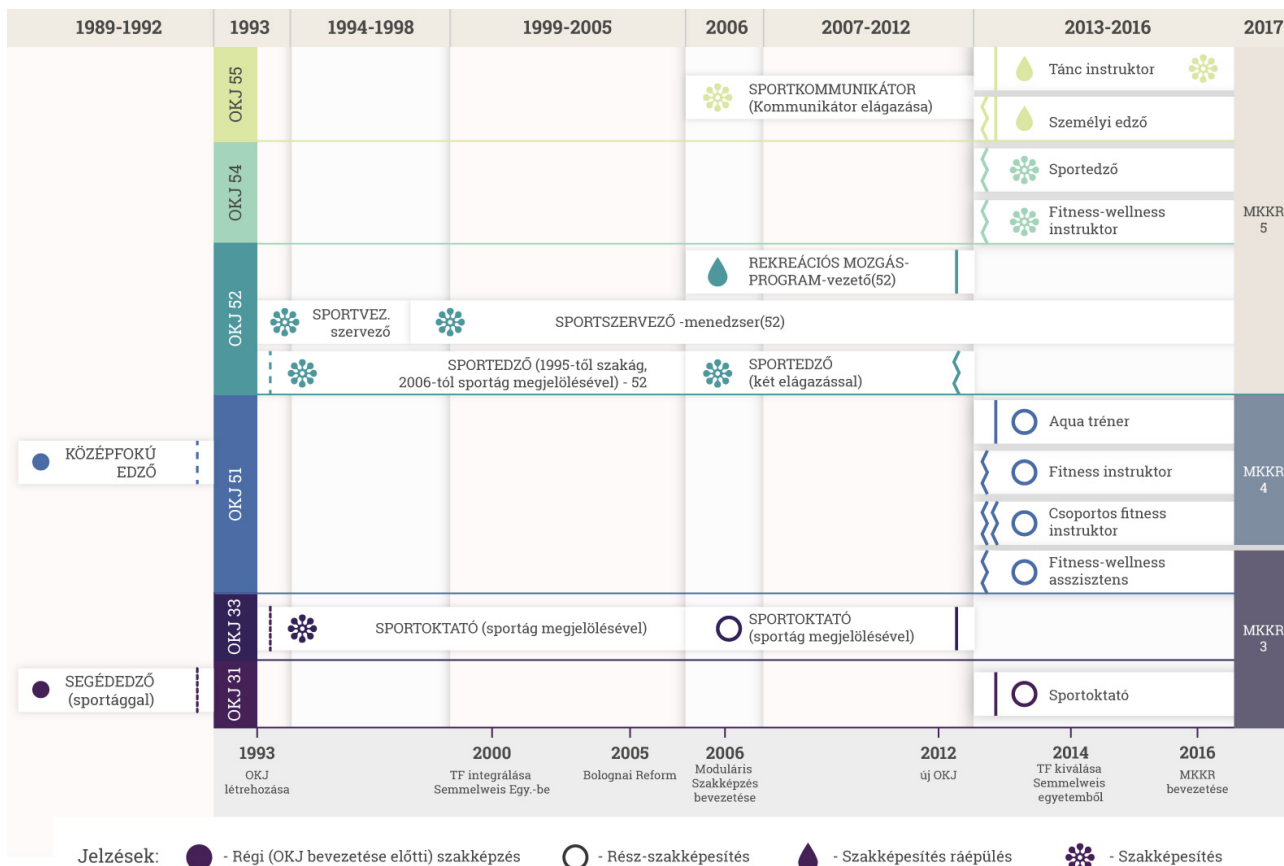 1989-1992 1993 1994-1998 1999-2005 2006 2007-2012 2013-2016 2017
OKJ 55
SPORTKOMMUNIKÁTOR
(Kommunikátor elágazása)
Tánc instruktor
Személyi edző
OKJ 54
Sportedző
Fitness-wellness
instruktor
MKKR
5
OKJ 52
REKREÁCIÓS MOZGÁS-
PROGRAM-vezető(52)
SPORTVEZ.
szervező
SPORTSZERVEZŐ -menedzser(52)
SPORTEDZŐ (1995-től szakág,
2006-tól sportág megjelölésével) - 52
SPORTEDZŐ
(két elágazással)
KÖZÉPFOKÚ
EDZŐ
OKJ 51
Aqua tréner
Fitness instruktor
Csoportos fitness
instruktor
Fitness-wellness
asszisztens
MKKR
4
OKJ 33
SPORTOKTATÓ (sportág megjelölésével)
SPORTOKTATÓ
(sportág megjelölésével)
MKKR
3
SEGÉDEDZŐ
(sportággal)
OKJ 31
Sportoktató
1993
OKJ
létrehozása
2000
TF integrálása
Semmelweis Egy.-be
2005
Bolognai Reform
2006
Moduláris
Szakképzés
bevezetése
2012
új OKJ
2014
TF kiválása
Semmelweis
egyetemből
2016
MKKR
bevezetése
Jelzések: - Régi (OKJ bevezetése előtti) szakképzés - Rész-szakképesítés - Szakképesítés ráépülés - Szakképesítés